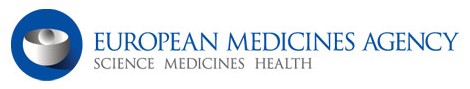 EUROPEAN MEDICINES AGENCY
SCIENCE MEDICINES HEALTH